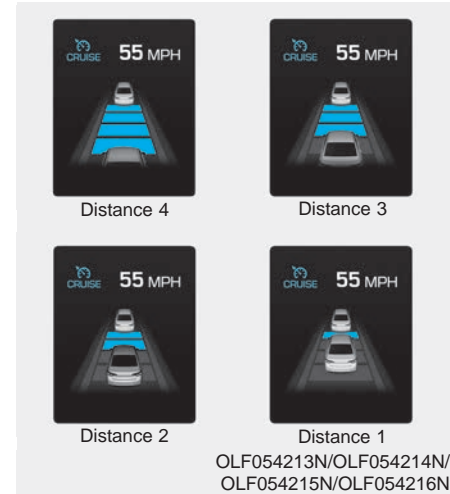 CRUISE 55 MPH
CRUISE 55 MPH
Distance 4
Distance 3
CRUISE 55 MPH
CRUISE 55 MPH
Distance 2
Distance 1
OLF054213N/OLF054214N/
OLF054215N/OLF054216N